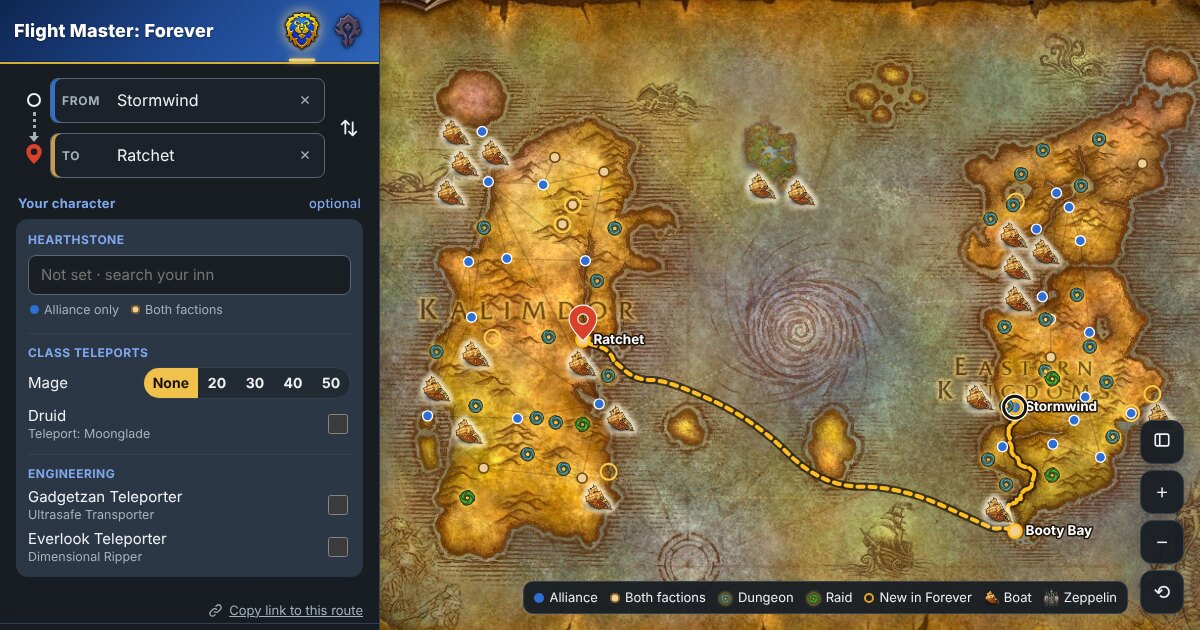 Flight Master: Forever
FROM Stormwind ×
TO Ratchet ×
Your character optional
HEARTHSTONE
Not set · search your inn
Alliance only Both factions
CLASS TELEPORTS
Mage None 20 30 40 50
Druid
Teleport: Moonglade
ENGINEERING
Gadgetzan Teleporter
Ultrasafe Transporter
Everlook Teleporter
Dimensional Ripper
Copy link to this route
KALIMDOR
Ratchet
EASTERN
KINGDOMS
Stormwind
Booty Bay
+
−
Alliance Both factions Dungeon Raid New in Forever Boat Zeppelin